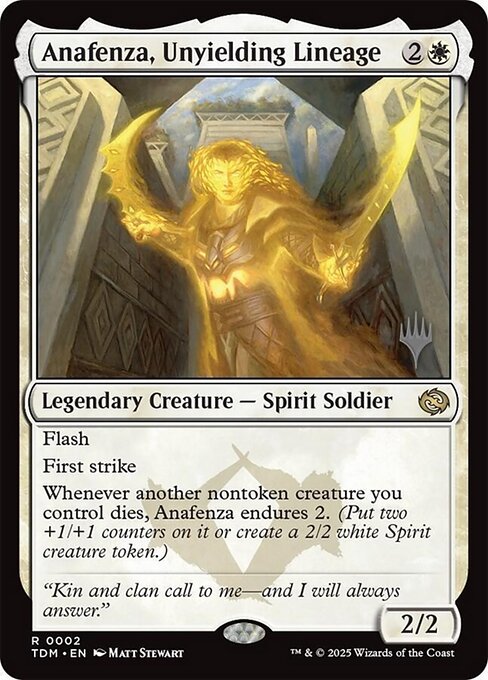 Anafenza, Unyielding Lineage 2
Legendary Creature — Spirit Soldier
Flash
First strike
Whenever another nontoken creature you
control dies, Anafenza endures 2. (Put two
+1/+1 counters on it or create a 2/2 white Spirit
creature token.)
“Kin and clan call to me—and I will always
answer.”
2/2
R 0002
TDM • EN Matt Stewart
™ & © 2025 Wizards of the Coast